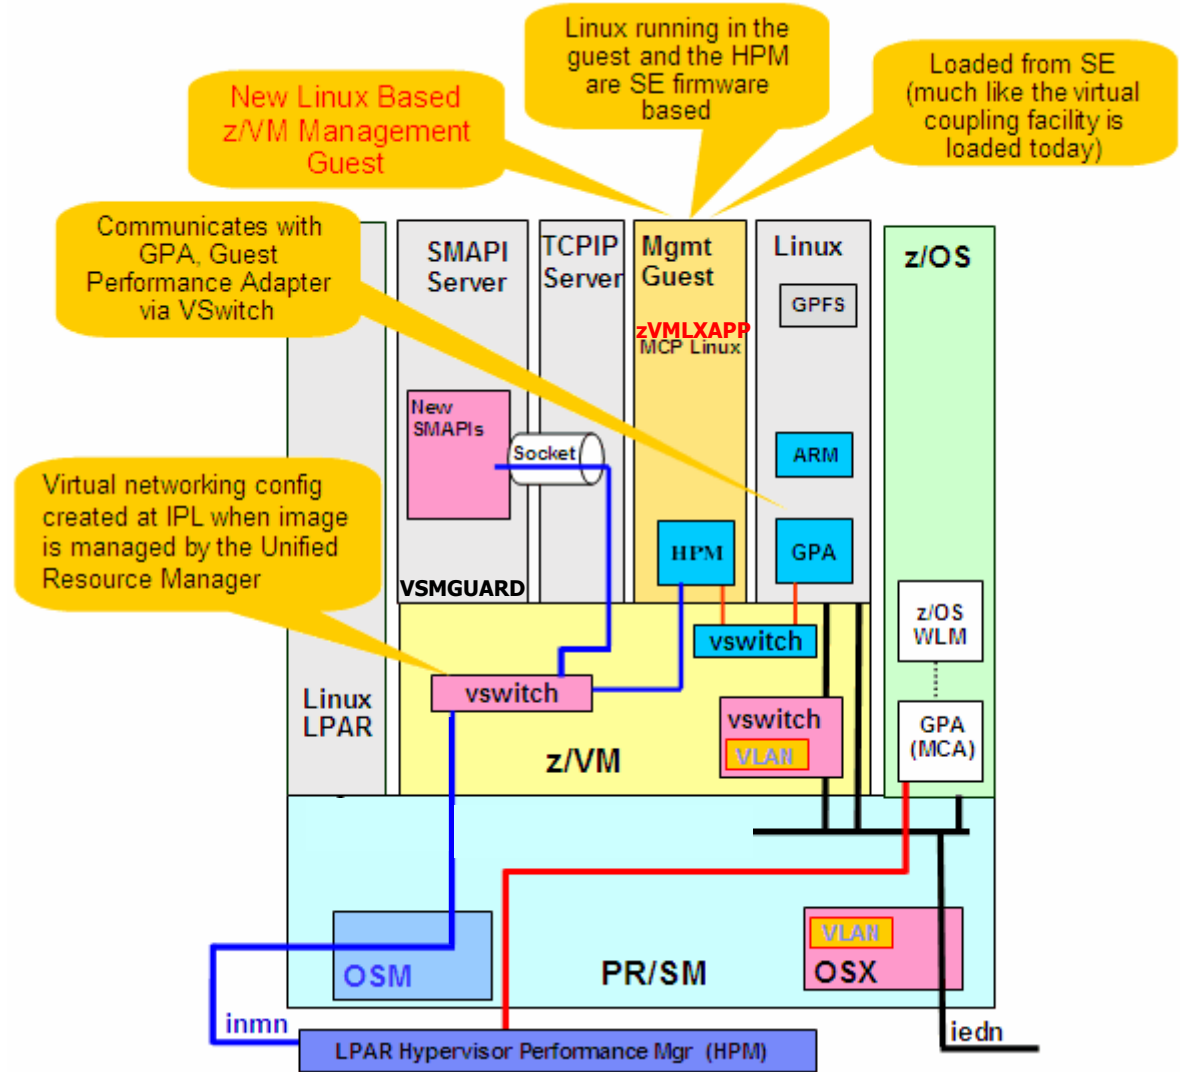 Linux running in the
guest and the HPM
are SE firmware
based
Loaded from SE
(much like the virtual
coupling facility is
loaded today)
New Linux Based
z/VM Management
Guest
Communicates with
GPA, Guest
Performance Adapter
via VSwitch
SMAPI
Server
TCPIP
Server
Mgmt
Guest
zVMLXAPP
MCP Linux
Linux
GPFS
z/OS
New
SMAPIs
Socket
ARM
Virtual networking config
created at IPL when image
is managed by the Unified
Resource Manager
HPM
GPA
VSMGUARD
z/OS
WLM
vswitch
vswitch
Linux
LPAR
vswitch
VLAN
GPA
(MCA)
z/VM
VLAN
OSM
PR/SM
OSX
inmn
iedn
LPAR Hypervisor Performance Mgr (HPM)